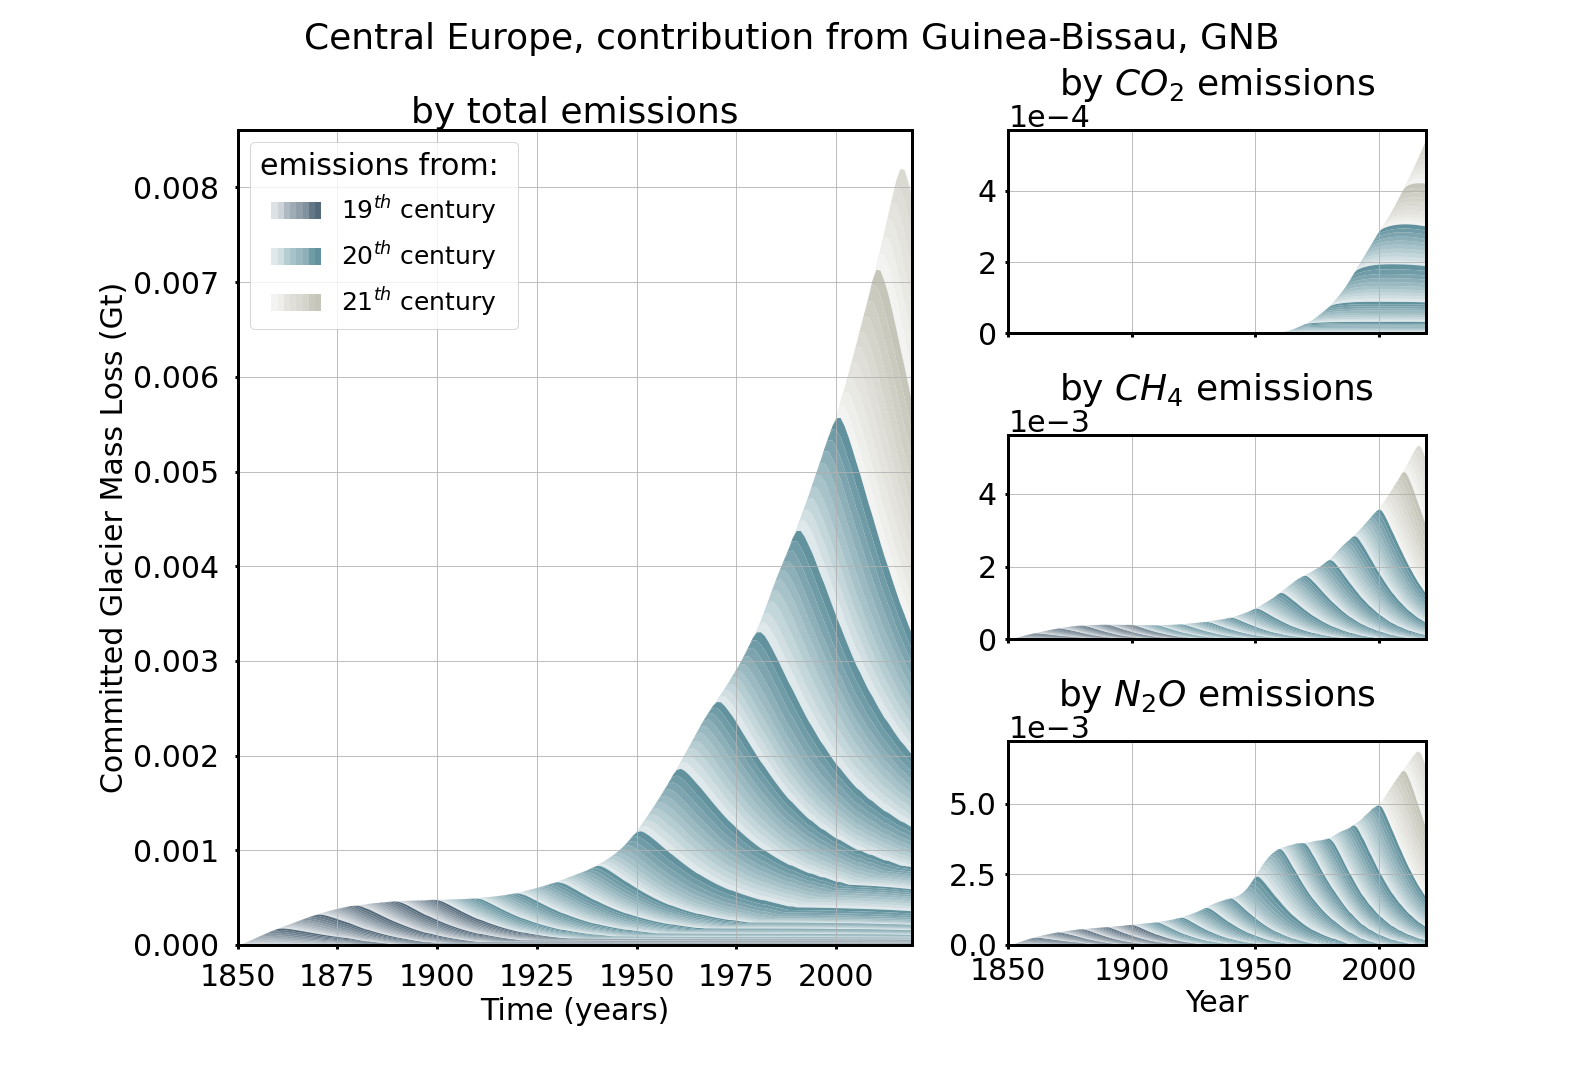 Central Europe, contribution from Guinea-Bissau, GNB
by total emissions
emissions from:
19th century
20th century
21th century
0.008
0.007
0.006
0.005
0.004
0.003
0.002
0.001
0.000
Committed Glacier Mass Loss (Gt)
1850 1875 1900 1925 1950 1975 2000
Time (years)
by CO2 emissions
1e−4
4
2
0
by CH4 emissions
1e−3
4
2
0
by N2O emissions
1e−3
5.0
2.5
0.0
1850 1900 1950 2000
Year